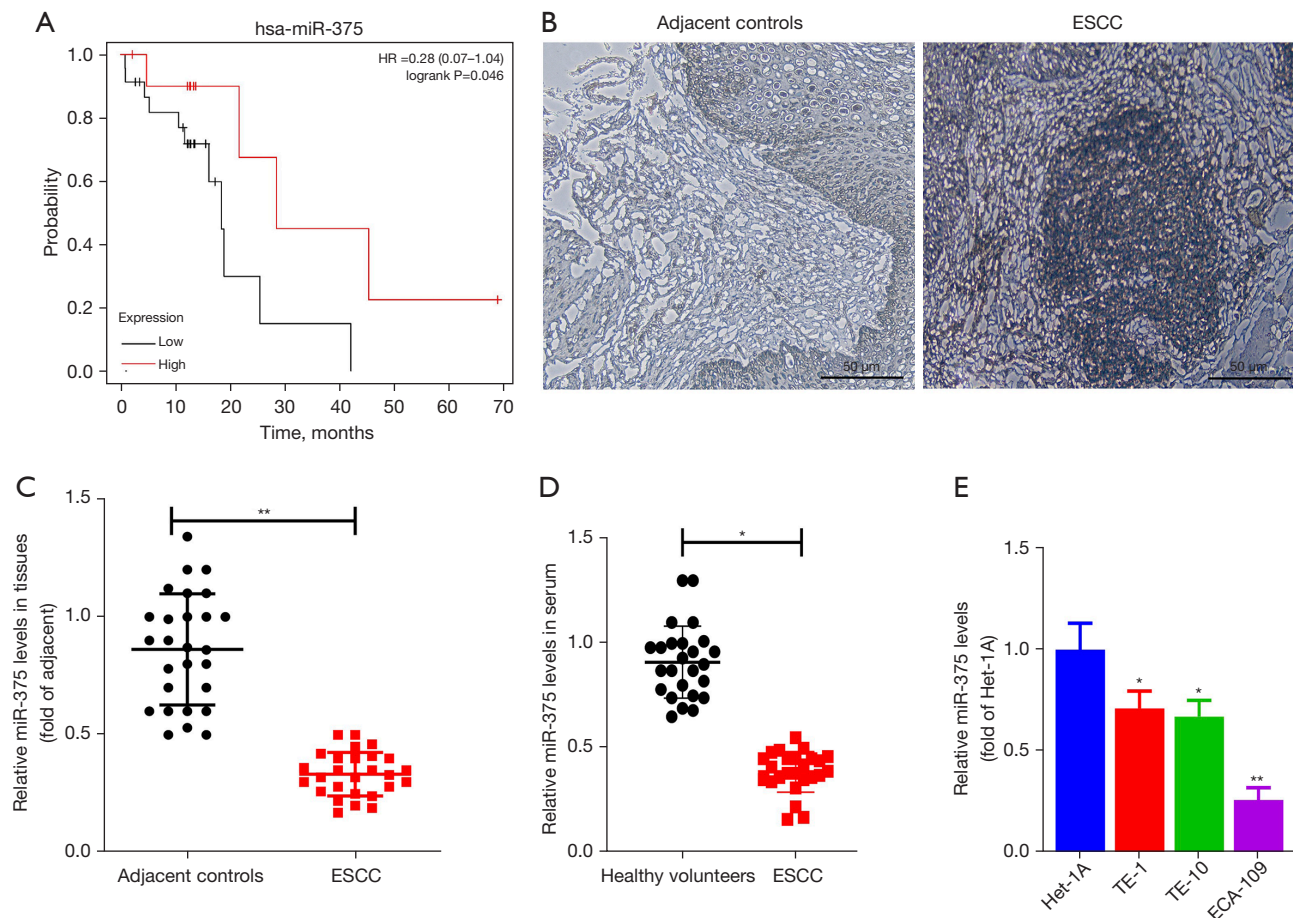 A
hsa-miR-375
HR =0.28 (0.07–1.04)
logrank P=0.046
Probability
1.0
0.8
0.6
0.4
0.2
0.0
Expression
Low
High
0 10 20 30 40 50 60 70
Time, months
B
Adjacent controls
ESCC
50 μm
50 μm
C
Relative miR-375 levels in tissues
(fold of adjacent)
1.5
1.0
0.5
0.0
**
Adjacent controls
ESCC
D
Relative miR-375 levels in serum
1.5
1.0
0.5
0.0
*
Healthy volunteers
ESCC
E
Relative miR-375 levels
(fold of Het-1A)
1.5
1.0
0.5
0.0
*
*
**
Het-1A
TE-1
TE-10
ECA-109